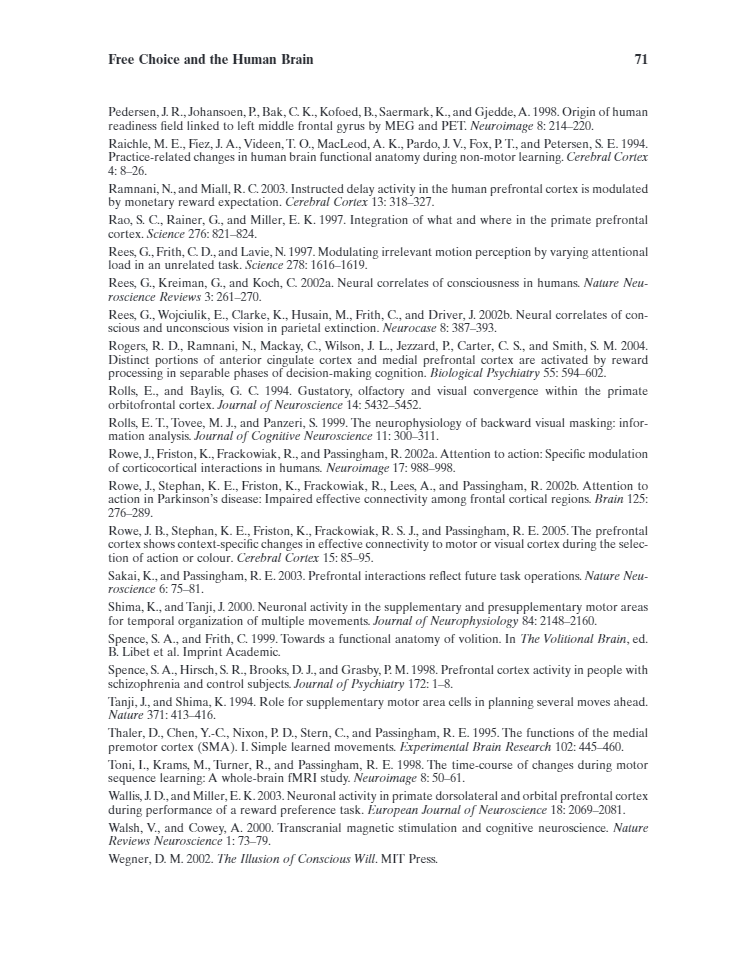 Free Choice and the Human Brain 71
Pedersen, J. R., Johansoen, P., Bak, C. K., Kofoed, B., Saermark, K., and Gjedde, A. 1998. Origin of human
readiness field linked to left middle frontal gyrus by MEG and PET. Neuroimage 8: 214–220.
Raichle, M. E., Fiez, J. A., Videen, T. O., MacLeod, A. K., Pardo, J. V., Fox, P. T., and Petersen, S. E. 1994.
Practice-related changes in human brain functional anatomy during non-motor learning. Cerebral Cortex
4: 8–26.
Ramnani, N., and Miall, R. C. 2003. Instructed delay activity in the human prefrontal cortex is modulated
by monetary reward expectation. Cerebral Cortex 13: 318–327.
Rao, S. C., Rainer, G., and Miller, E. K. 1997. Integration of what and where in the primate prefrontal
cortex. Science 276: 821–824.
Rees, G., Frith, C. D., and Lavie, N. 1997. Modulating irrelevant motion perception by varying attentional
load in an unrelated task. Science 278: 1616–1619.
Rees, G., Kreiman, G., and Koch, C. 2002a. Neural correlates of consciousness in humans. Nature Neu-
roscience Reviews 3: 261–270.
Rees, G., Wojciulik, E., Clarke, K., Husain, M., Frith, C., and Driver, J. 2002b. Neural correlates of con-
scious and unconscious vision in parietal extinction. Neurocase 8: 387–393.
Rogers, R. D., Ramnani, N., Mackay, C., Wilson, J. L., Jezzard, P., Carter, C. S., and Smith, S. M. 2004.
Distinct portions of anterior cingulate cortex and medial prefrontal cortex are activated by reward
processing in separable phases of decision-making cognition. Biological Psychiatry 55: 594–602.
Rolls, E., and Baylis, G. C. 1994. Gustatory, olfactory and visual convergence within the primate
orbitofrontal cortex. Journal of Neuroscience 14: 5432–5452.
Rolls, E. T., Tovee, M. J., and Panzeri, S. 1999. The neurophysiology of backward visual masking: infor-
mation analysis. Journal of Cognitive Neuroscience 11: 300–311.
Rowe, J., Friston, K., Frackowiak, R., and Passingham, R. 2002a. Attention to action: Specific modulation
of corticocortical interactions in humans. Neuroimage 17: 988–998.
Rowe, J., Stephan, K. E., Friston, K., Frackowiak, R., Lees, A., and Passingham, R. 2002b. Attention to
action in Parkinson’s disease: Impaired effective connectivity among frontal cortical regions. Brain 125:
276–289.
Rowe, J. B., Stephan, K. E., Friston, K., Frackowiak, R. S. J., and Passingham, R. E. 2005. The prefrontal
cortex shows context-specific changes in effective connectivity to motor or visual cortex during the selec-
tion of action or colour. Cerebral Cortex 15: 85–95.
Sakai, K., and Passingham, R. E. 2003. Prefrontal interactions reflect future task operations. Nature Neu-
roscience 6: 75–81.
Shima, K., and Tanji, J. 2000. Neuronal activity in the supplementary and presupplementary motor areas
for temporal organization of multiple movements. Journal of Neurophysiology 84: 2148–2160.
Spence, S. A., and Frith, C. 1999. Towards a functional anatomy of volition. In The Volitional Brain, ed.
B. Libet et al. Imprint Academic.
Spence, S. A., Hirsch, S. R., Brooks, D. J., and Grasby, P. M. 1998. Prefrontal cortex activity in people with
schizophrenia and control subjects. Journal of Psychiatry 172: 1–8.
Tanji, J., and Shima, K. 1994. Role for supplementary motor area cells in planning several moves ahead.
Nature 371: 413–416.
Thaler, D., Chen, Y.-C., Nixon, P. D., Stern, C., and Passingham, R. E. 1995. The functions of the medial
premotor cortex (SMA). I. Simple learned movements. Experimental Brain Research 102: 445–460.
Toni, I., Krams, M., Turner, R., and Passingham, R. E. 1998. The time-course of changes during motor
sequence learning: A whole-brain fMRI study. Neuroimage 8: 50–61.
Wallis, J. D., and Miller, E. K. 2003. Neuronal activity in primate dorsolateral and orbital prefrontal cortex
during performance of a reward preference task. European Journal of Neuroscience 18: 2069–2081.
Walsh, V., and Cowey, A. 2000. Transcranial magnetic stimulation and cognitive neuroscience. Nature
Reviews Neuroscience 1: 73–79.
Wegner, D. M. 2002. The Illusion of Conscious Will. MIT Press.